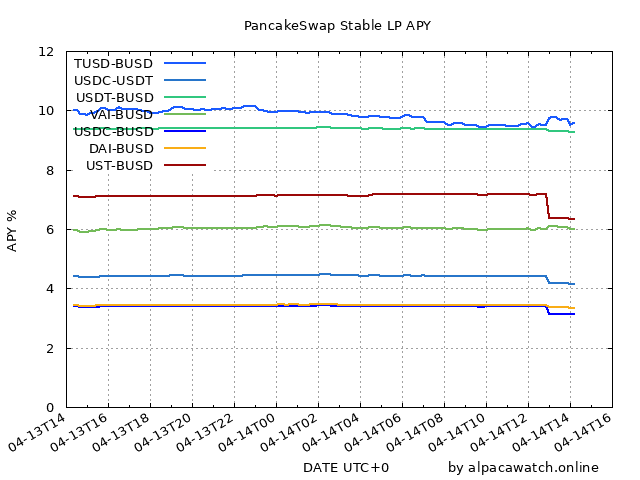 PancakeSwap Stable LP APY
12
10
8
6
4
2
0
APY %
TUSD-BUSD
USDC-USDT
USDT-BUSD
VAI-BUSD
USDC-BUSD
DAI-BUSD
UST-BUSD
04-13T14
04-13T16
04-13T18
04-13T20
04-13T22
04-14T00
04-14T02
04-14T04
04-14T06
04-14T08
04-14T10
04-14T12
04-14T14
04-14T16
DATE UTC+0
by alpacawatch.online